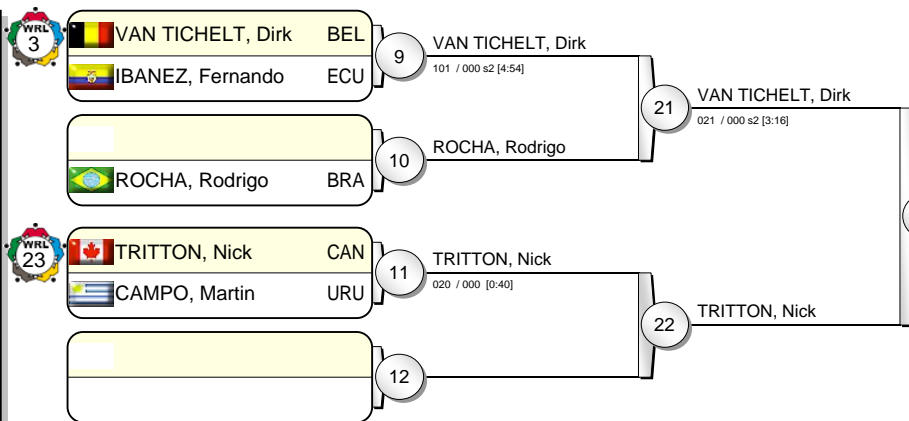 WRL
3
VAN TICHELT, Dirk BEL
IBANEZ, Fernando ECU
9
VAN TICHELT, Dirk
101 / 000 s2 [4:54]
21
VAN TICHELT, Dirk
021 / 000 s2 [3:16]
10
ROCHA, Rodrigo
ROCHA, Rodrigo BRA
WRL
23
TRITTON, Nick CAN
CAMPO, Martin URU
11
TRITTON, Nick
020 / 000 [0:40]
22
TRITTON, Nick
12